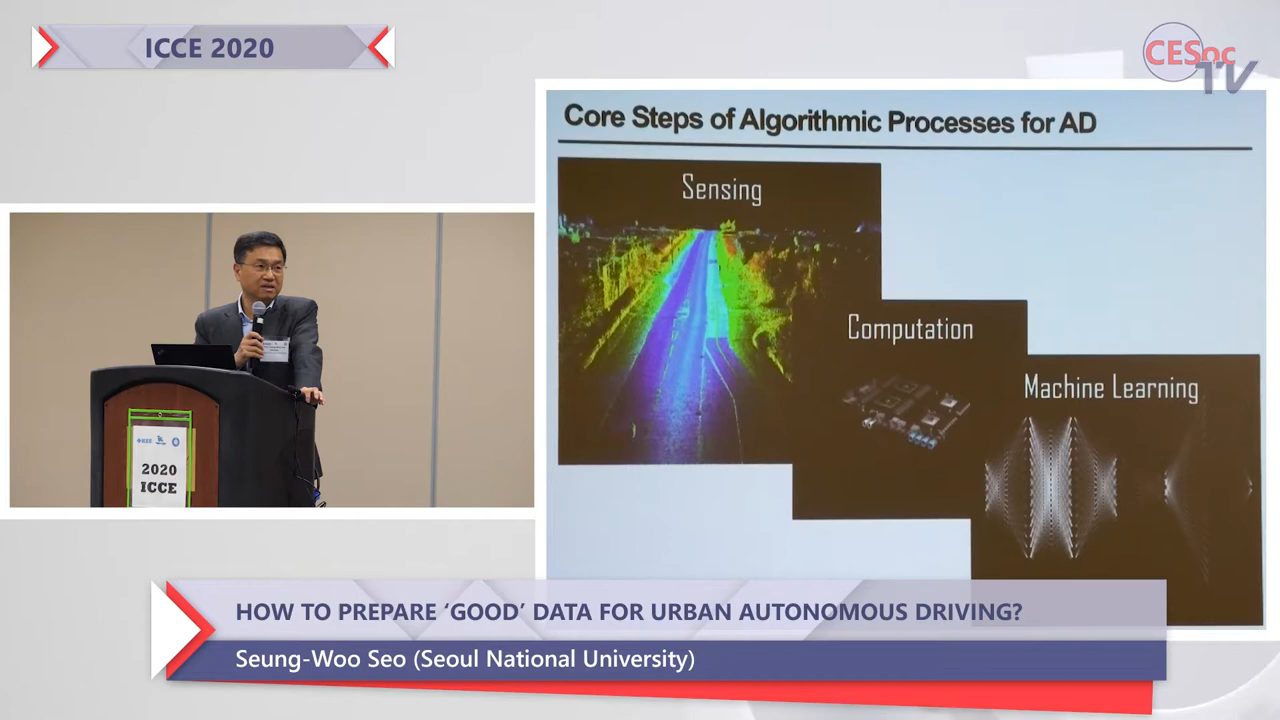 ICCE 2020
CESoc
TV
Core Steps of Algorithmic Processes for AD
Sensing
Computation
Machine Learning
IEEE
2020
ICCE
HOW TO PREPARE ‘GOOD’ DATA FOR URBAN AUTONOMOUS DRIVING?
Seung-Woo Seo (Seoul National University)